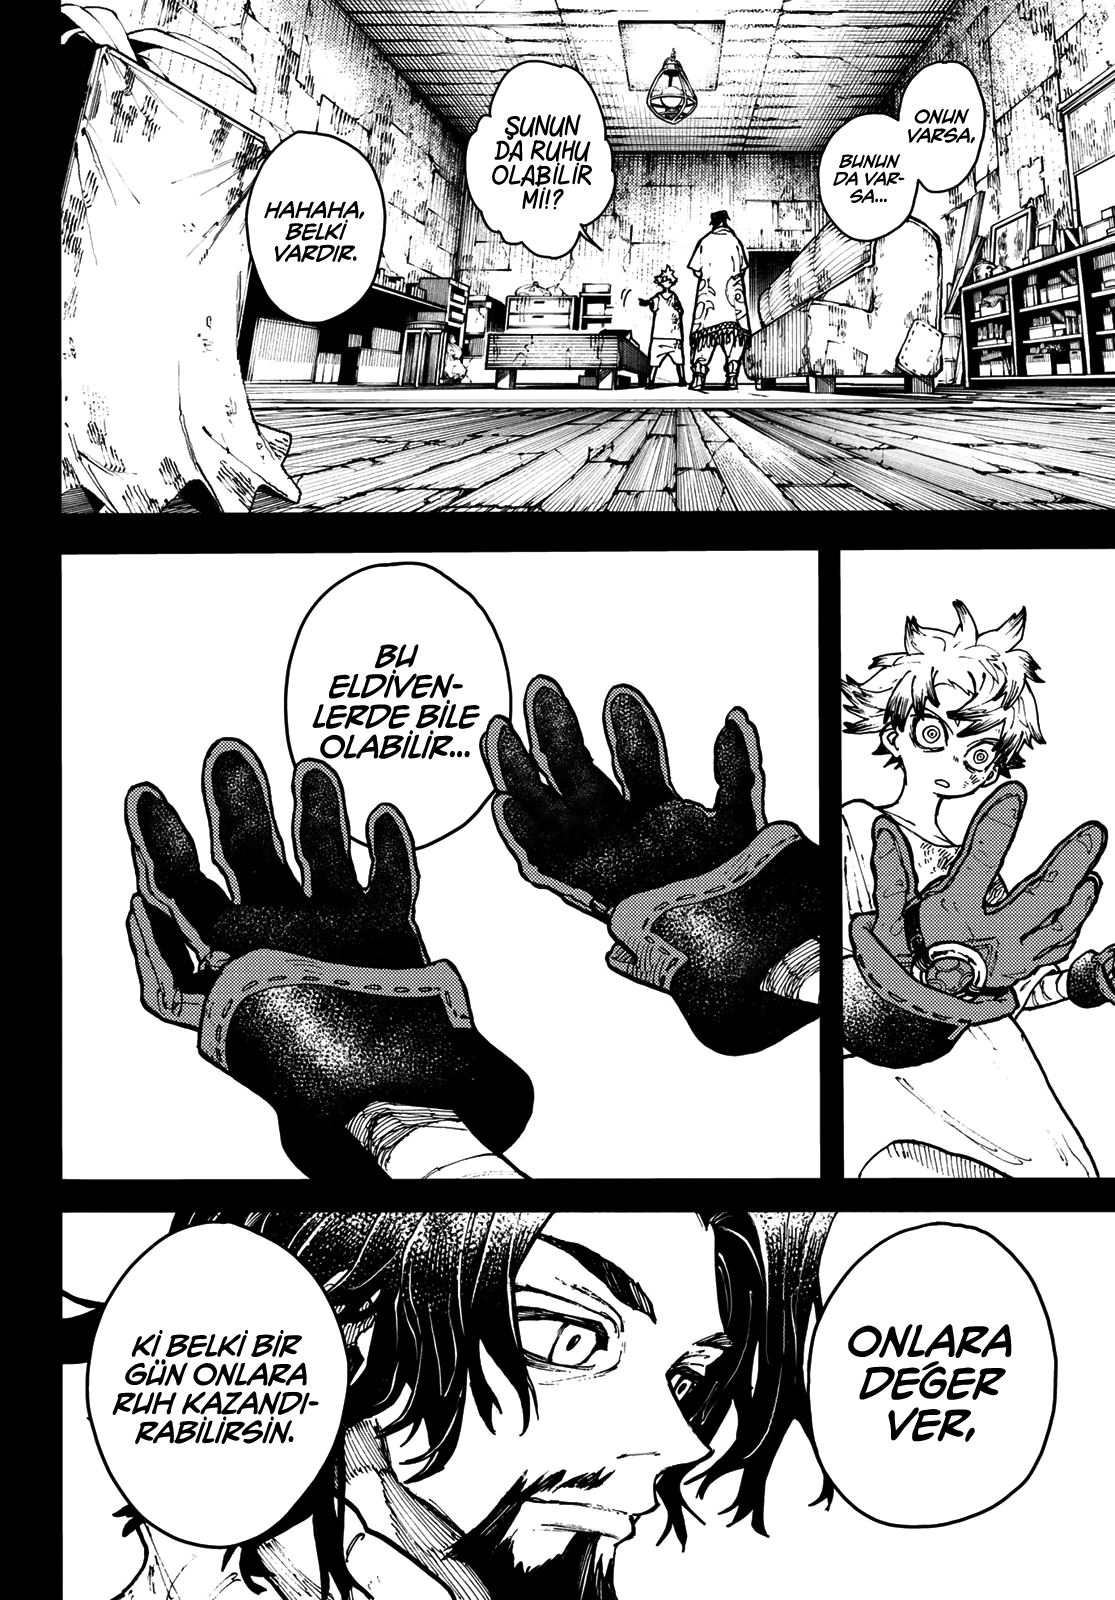 ONUN
VARSA,
BUNUN
DA VAR-
SA...
ŞUNUN
DA RUHU
OLABİLİR
Mİ!?
HAHAHA,
BELKİ
VARDIR.
BU
ELDİVEN-
LERDE BİLE
OLABİLİR...
ONLARA
DEĞER
VER,
Kİ BELKİ BİR
GÜN ONLARA
RUH KAZANDI-
RABİLİRSİN.